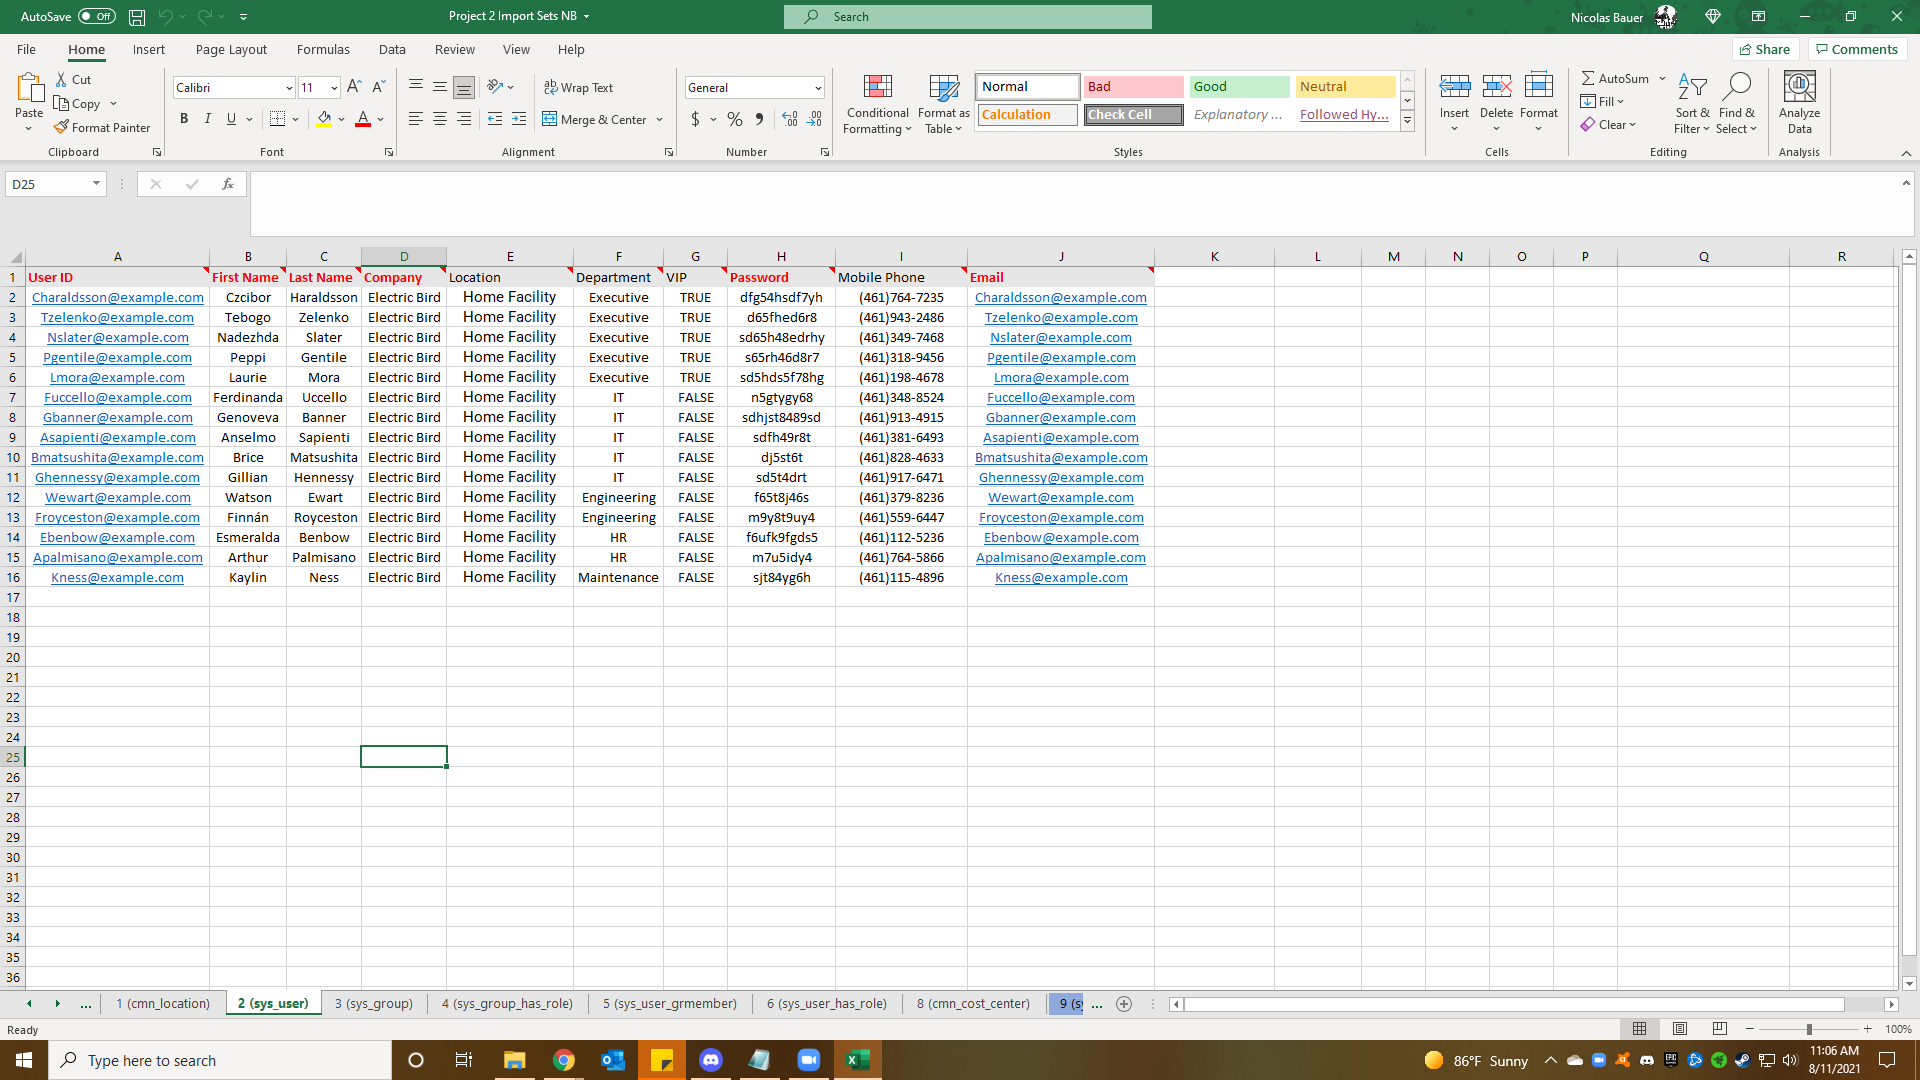 AutoSave Off Project 2 Import Sets NB Search Nicolas Bauer
File Home Insert Page Layout Formulas Data Review View Help Share Comments
Paste Cut Copy Format Painter Clipboard
Calibri 11 B I U Font
Wrap Text Merge & Center Alignment
General $ % Number
Conditional Formatting Format as Table
Normal Bad Good Neutral
Calculation Check Cell Explanatory ... Followed Hy...
Styles
Insert Delete Format Cells
AutoSum Fill Clear Sort & Filter Find & Select Editing
Analyze Data Analysis
D25 fx
A B C D E F G H I J K L M N O P Q R
1 User ID First Name Last Name Company Location Department VIP Password Mobile Phone Email
2 Charaldsson@example.com Czcibor Haraldsson Electric Bird Home Facility Executive TRUE dfg54hsdf7yh (461)764-7235 Charaldsson@example.com
3 Tzelenko@example.com Tebogo Zelenko Electric Bird Home Facility Executive TRUE d65fhed6r8 (461)943-2486 Tzelenko@example.com
4 Nslater@example.com Nadezhda Slater Electric Bird Home Facility Executive TRUE sd65h48edrhy (461)349-7468 Nslater@example.com
5 Pgentile@example.com Peppi Gentile Electric Bird Home Facility Executive TRUE s65rh46d8r7 (461)318-9456 Pgentile@example.com
6 Lmora@example.com Laurie Mora Electric Bird Home Facility Executive TRUE sd5hds5f78hg (461)198-4678 Lmora@example.com
7 Fuccello@example.com Ferdinanda Uccello Electric Bird Home Facility IT FALSE n5gtygy68 (461)348-8524 Fuccello@example.com
8 Gbanner@example.com Genoveva Banner Electric Bird Home Facility IT FALSE sdhjst8489sd (461)913-4915 Gbanner@example.com
9 Asapienti@example.com Anselmo Sapienti Electric Bird Home Facility IT FALSE sdfh49r8t (461)381-6493 Asapienti@example.com
10 Bmatsushita@example.com Brice Matsushita Electric Bird Home Facility IT FALSE dj5st6t (461)828-4633 Bmatsushita@example.com
11 Ghennessy@example.com Gillian Hennessy Electric Bird Home Facility IT FALSE sd5t4drt (461)917-6471 Ghennessy@example.com
12 Wewart@example.com Watson Ewart Electric Bird Home Facility Engineering FALSE f65t8j46s (461)379-8236 Wewart@example.com
13 Froyceston@example.com Finnán Royceston Electric Bird Home Facility Engineering FALSE m9y8t9uy4 (461)559-6447 Froyceston@example.com
14 Ebenbow@example.com Esmeralda Benbow Electric Bird Home Facility HR FALSE f6ufk9fgds5 (461)112-5236 Ebenbow@example.com
15 Apalmisano@example.com Arthur Palmisano Electric Bird Home Facility HR FALSE m7u5idy4 (461)764-5866 Apalmisano@example.com
16 Kness@example.com Kaylin Ness Electric Bird Home Facility Maintenance FALSE sjt84yg6h (461)115-4896 Kness@example.com
17
18
19
20
21
22
23
24
25
26
27
28
29
30
31
32
33
34
35
36
... 1 (cmn_location) 2 (sys_user) 3 (sys_group) 4 (sys_group_has_role) 5 (sys_user_grmember) 6 (sys_user_has_role) 8 (cmn_cost_center) 9 (sy ...
Ready 100%
Type here to search 86°F Sunny 11:06 AM
8/11/2021